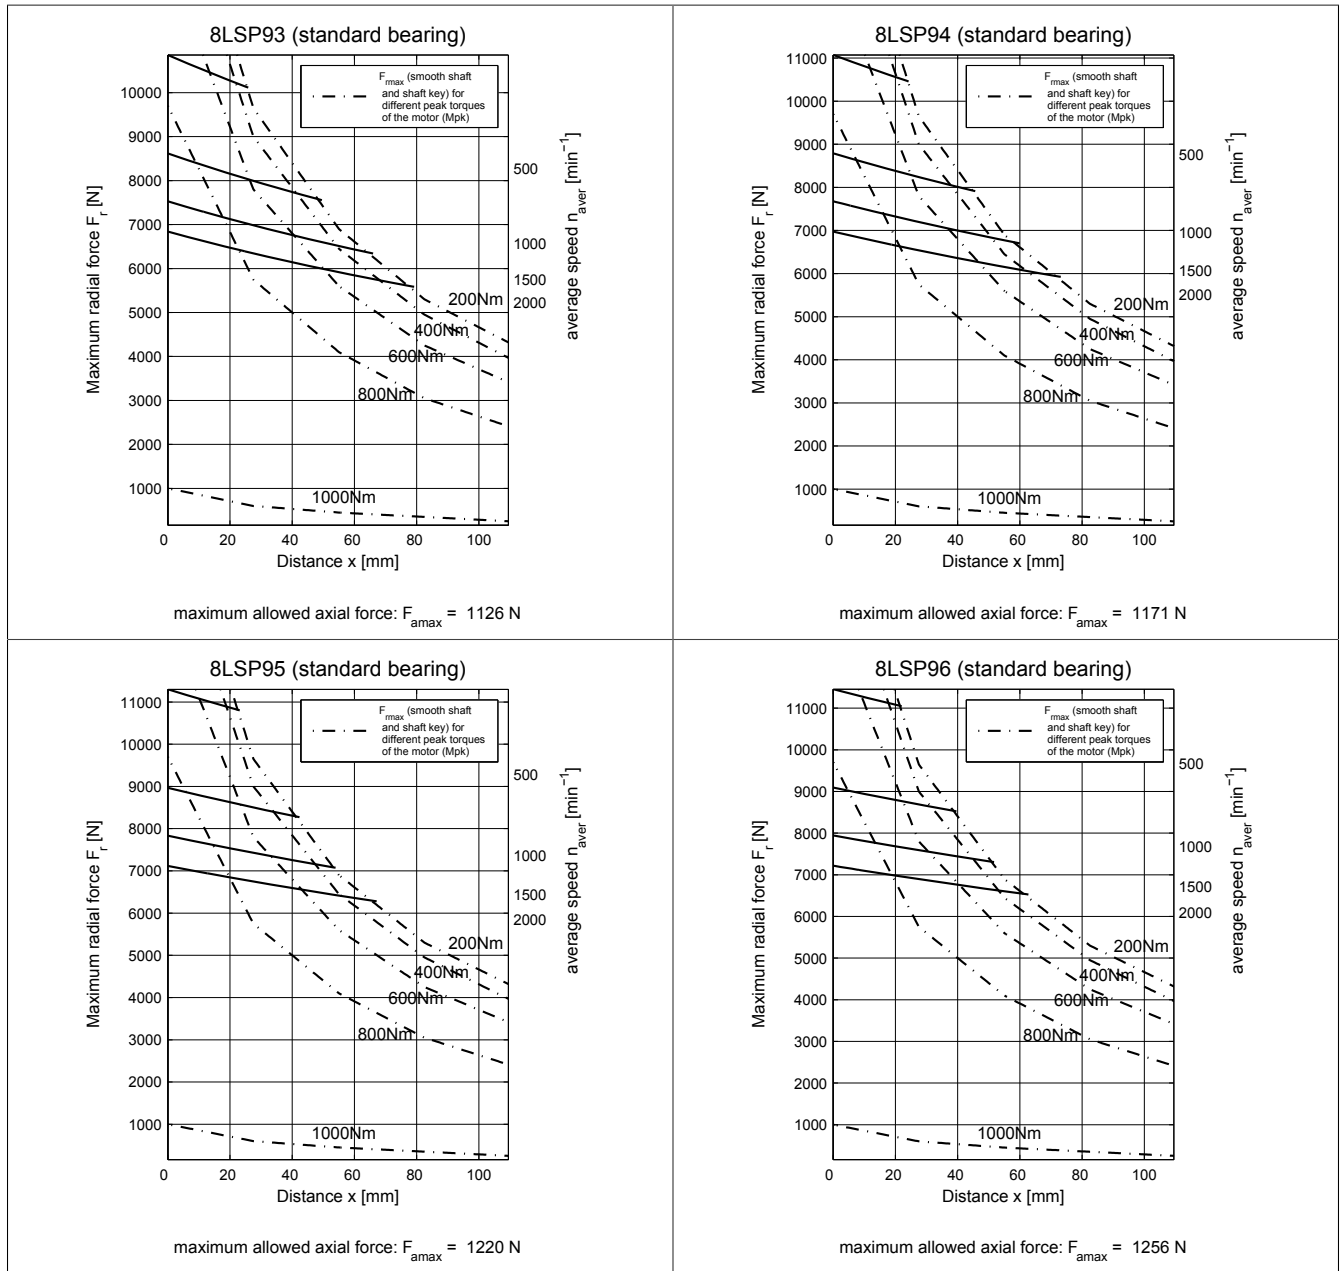 8LSP93 (standard bearing)
F_rmax (smooth shaft
and shaft key) for
different peak torques
of the motor (Mpk)
10000
9000
8000
7000
6000
5000
4000
3000
2000
1000
Maximum radial force F_r [N]
500
1000
1500
2000
average speed n_aver [min^−1]
200Nm
400Nm
600Nm
800Nm
1000Nm
0 20 40 60 80 100
Distance x [mm]
maximum allowed axial force: F_amax = 1126 N
8LSP94 (standard bearing)
F_rmax (smooth shaft
and shaft key) for
different peak torques
of the motor (Mpk)
11000
10000
9000
8000
7000
6000
5000
4000
3000
2000
1000
Maximum radial force F_r [N]
500
1000
1500
2000
average speed n_aver [min^−1]
200Nm
400Nm
600Nm
800Nm
1000Nm
0 20 40 60 80 100
Distance x [mm]
maximum allowed axial force: F_amax = 1171 N
8LSP95 (standard bearing)
F_rmax (smooth shaft
and shaft key) for
different peak torques
of the motor (Mpk)
11000
10000
9000
8000
7000
6000
5000
4000
3000
2000
1000
Maximum radial force F_r [N]
500
1000
1500
2000
average speed n_aver [min^−1]
200Nm
400Nm
600Nm
800Nm
1000Nm
0 20 40 60 80 100
Distance x [mm]
maximum allowed axial force: F_amax = 1220 N
8LSP96 (standard bearing)
F_rmax (smooth shaft
and shaft key) for
different peak torques
of the motor (Mpk)
11000
10000
9000
8000
7000
6000
5000
4000
3000
2000
1000
Maximum radial force F_r [N]
500
1000
1500
2000
average speed n_aver [min^−1]
200Nm
400Nm
600Nm
800Nm
1000Nm
0 20 40 60 80 100
Distance x [mm]
maximum allowed axial force: F_amax = 1256 N